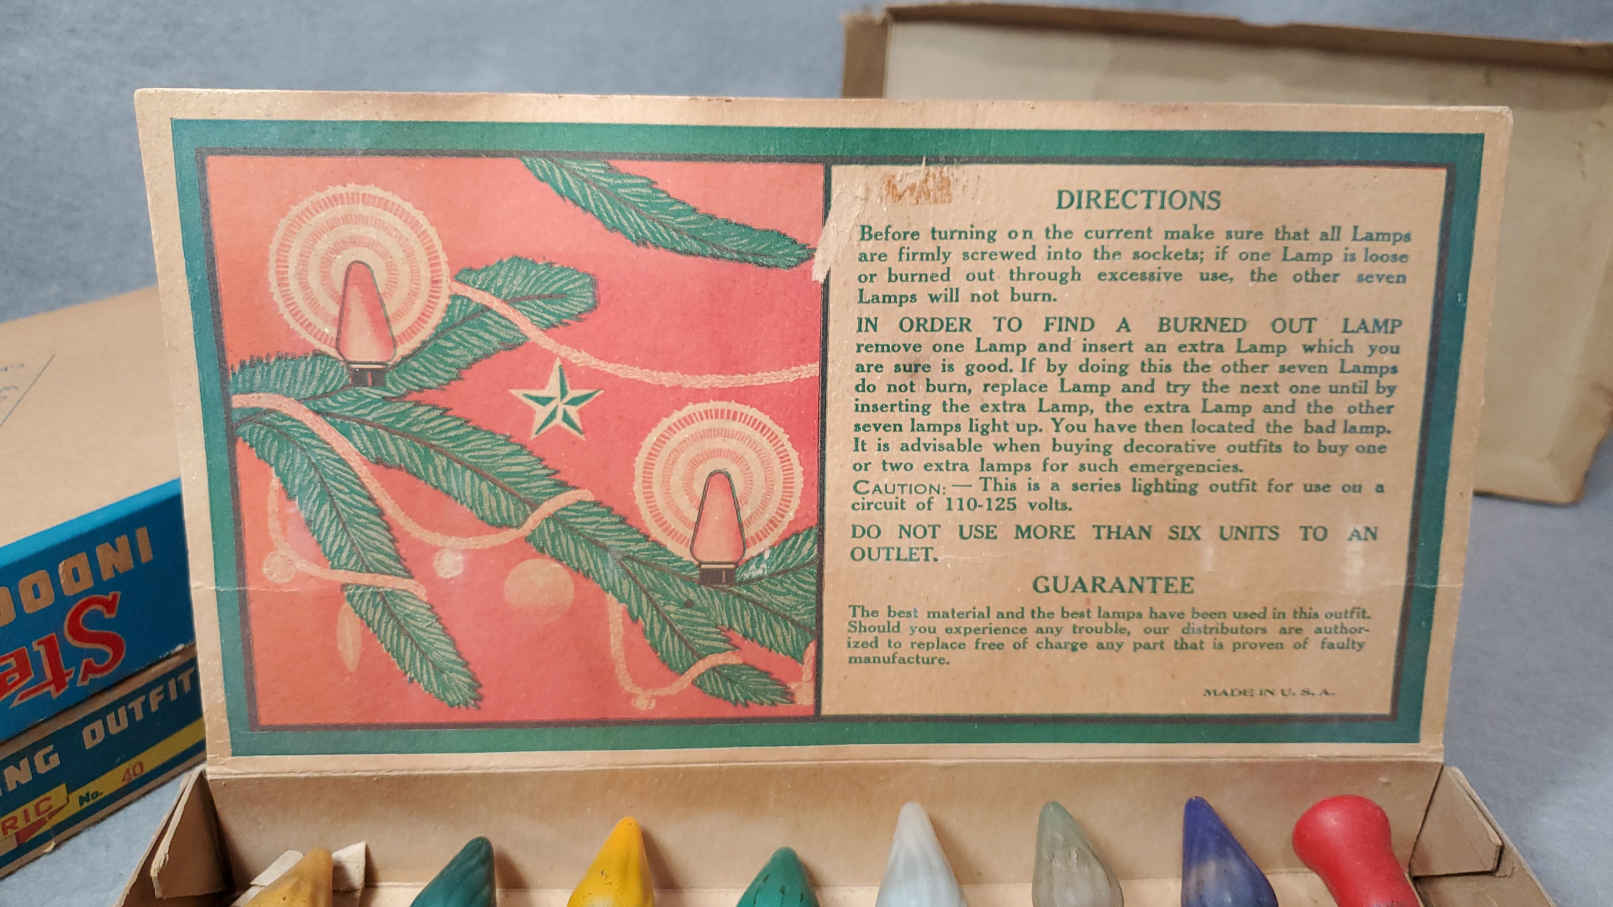 DIRECTIONS
Before turning on the current make sure that all Lamps
are firmly screwed into the sockets; if one Lamp is loose
or burned out through excessive use, the other seven
Lamps will not burn.
IN ORDER TO FIND A BURNED OUT LAMP
remove one Lamp and insert an extra Lamp which you
are sure is good. If by doing this the other seven Lamps
do not burn, replace Lamp and try the next one until by
inserting the extra Lamp, the extra Lamp and the other
seven lamps light up. You have then located the bad lamp.
It is advisable when buying decorative outfits to buy one
or two extra lamps for such emergencies.
CAUTION: — This is a series lighting outfit for use on a
circuit of 110-125 volts.
DO NOT USE MORE THAN SIX UNITS TO AN
OUTLET.
GUARANTEE
The best material and the best lamps have been used in this outfit.
Should you experience any trouble, our distributors are author-
ized to replace free of charge any part that is proven of faulty
manufacture.
MADE IN U. S. A.
INDOO
Ste
NG OUTFIT
RIC
No. 40